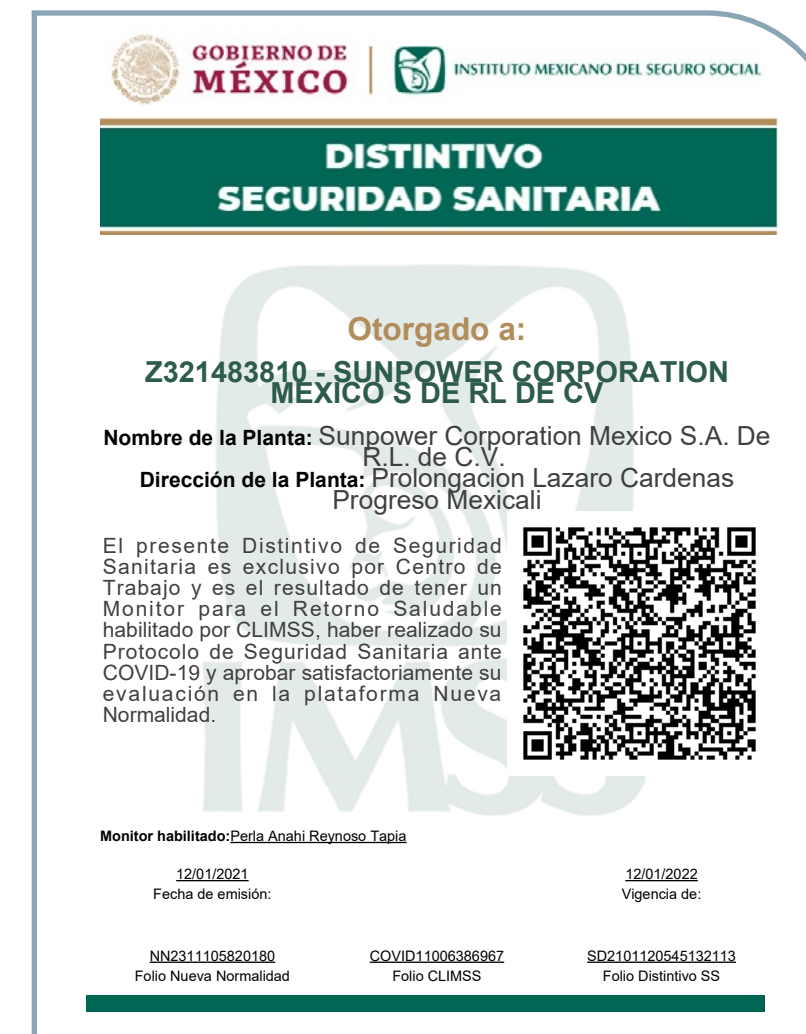 GOBIERNO DE
MÉXICO
INSTITUTO MEXICANO DEL SEGURO SOCIAL
DISTINTIVO
SEGURIDAD SANITARIA
Otorgado a:
Z321483810 - SUNPOWER CORPORATION
MEXICO S DE RL DE CV
Nombre de la Planta: Sunpower Corporation Mexico S.A. De
R.L. de C.V.
Dirección de la Planta: Prolongacion Lazaro Cardenas
Progreso Mexicali
El presente Distintivo de Seguridad
Sanitaria es exclusivo por Centro de
Trabajo y es el resultado de tener un
Monitor para el Retorno Saludable
habilitado por CLIMSS, haber realizado su
Protocolo de Seguridad Sanitaria ante
COVID-19 y aprobar satisfactoriamente su
evaluación en la plataforma Nueva
Normalidad.
IMSS
Monitor habilitado:Perla Anahi Reynoso Tapia
12/01/2021 12/01/2022
Fecha de emisión: Vigencia de:
NN2311105820180 COVID11006386967 SD2101120545132113
Folio Nueva Normalidad Folio CLIMSS Folio Distintivo SS